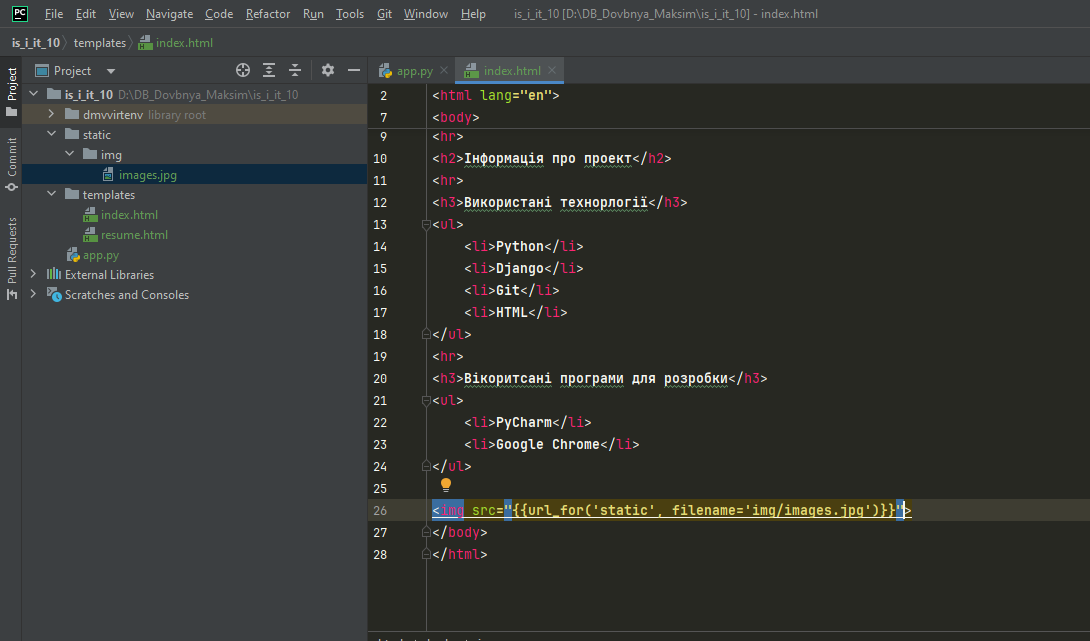 PC File Edit View Navigate Code Refactor Run Tools Git Window Help is_i_it_10 [D:\DB_Dovbnya_Maksim\is_i_it_10] - index.html
is_i_it_10 templates index.html
Project
Commit
Pull Requests
Project
is_i_it_10 D:\DB_Dovbnya_Maksim\is_i_it_10
dmvvirtenv library root
static
img
images.jpg
templates
index.html
resume.html
app.py
External Libraries
Scratches and Consoles
app.py index.html
2 <html lang="en">
7 <body>
9 <hr>
10 <h2>Інформація про проект</h2>
11 <hr>
12 <h3>Використані технорлогії</h3>
13 <ul>
14 <li>Python</li>
15 <li>Django</li>
16 <li>Git</li>
17 <li>HTML</li>
18 </ul>
19 <hr>
20 <h3>Вікоритсані програми для розробки</h3>
21 <ul>
22 <li>PyCharm</li>
23 <li>Google Chrome</li>
24 </ul>
25
26 <img src="{{url_for('static', filename='img/images.jpg')}}">
27 </body>
28 </html>